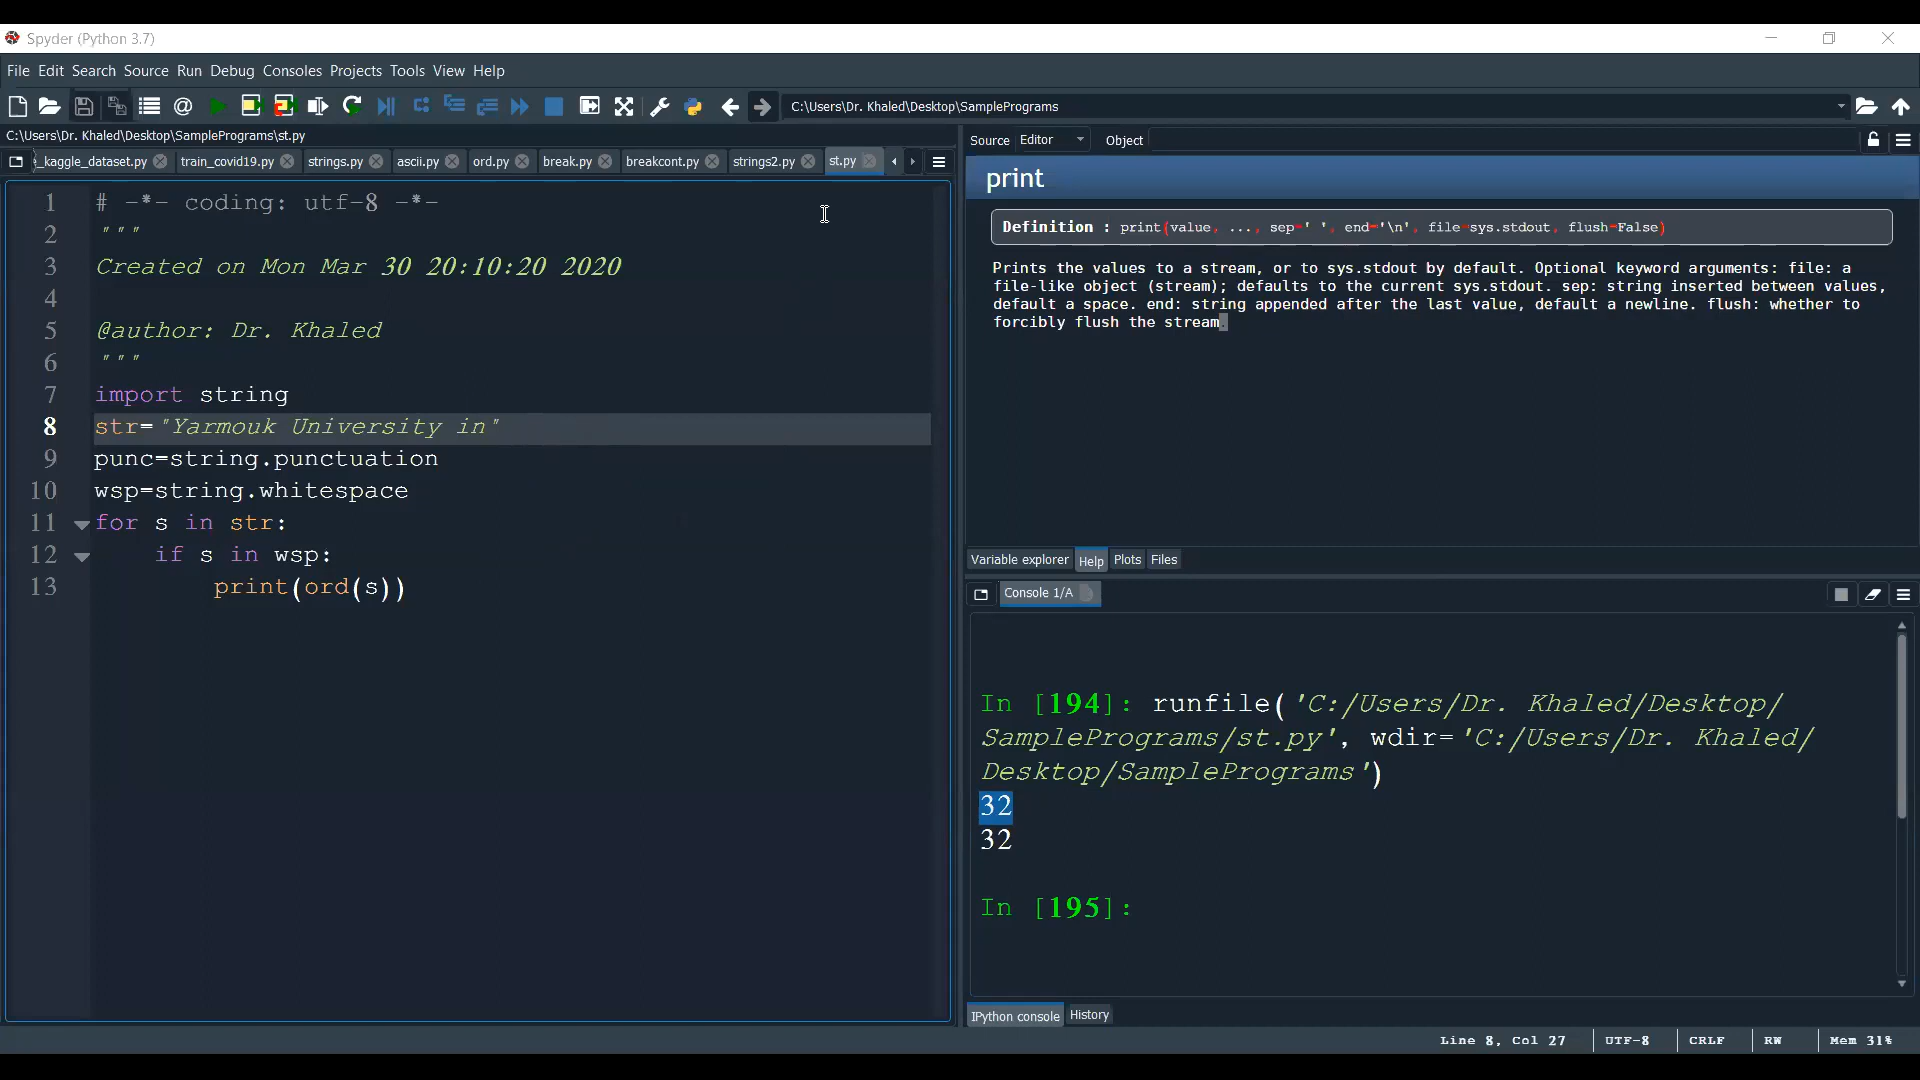 Spyder (Python 3.7)
File Edit Search Source Run Debug Consoles Projects Tools View Help
C:\Users\Dr. Khaled\Desktop\SamplePrograms
C:\Users\Dr. Khaled\Desktop\SamplePrograms\st.py
_kaggle_dataset.py train_covid19.py strings.py ascii.py ord.py break.py breakcont.py strings2.py st.py
1 # -*- coding: utf-8 -*-
2 """
3 Created on Mon Mar 30 20:10:20 2020
4
5 @author: Dr. Khaled
6 """
7 import string
8 str="Yarmouk University in"
9 punc=string.punctuation
10 wsp=string.whitespace
11 for s in str:
12     if s in wsp:
13         print(ord(s))
Source Editor Object
print
Definition : print(value, ..., sep=' ', end='\n', file=sys.stdout, flush=False)
Prints the values to a stream, or to sys.stdout by default. Optional keyword arguments: file: a
file-like object (stream); defaults to the current sys.stdout. sep: string inserted between values,
default a space. end: string appended after the last value, default a newline. flush: whether to
forcibly flush the stream.
Variable explorer Help Plots Files
Console 1/A
In [194]: runfile('C:/Users/Dr. Khaled/Desktop/
SamplePrograms/st.py', wdir='C:/Users/Dr. Khaled/
Desktop/SamplePrograms')
32
32
In [195]:
IPython console History
Line 8, Col 27 UTF-8 CRLF RW Mem 31%